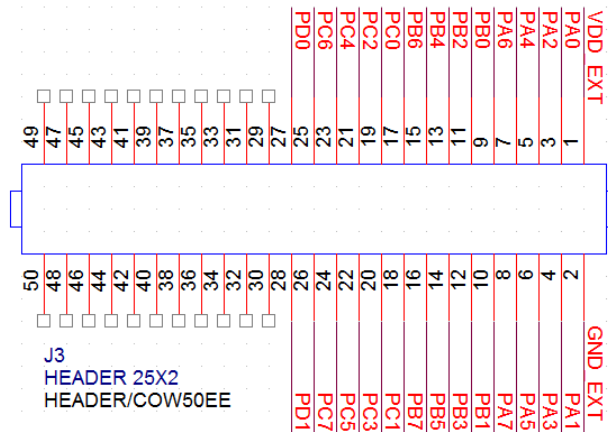 PD0 PC6 PC4 PC2 PC0 PB6 PB4 PB2 PB0 PA6 PA4 PA2 PA0 VDD_EXT
49 47 45 43 41 39 37 35 33 31 29 27 25 23 21 19 17 15 13 11 9 7 5 3 1
50 48 46 44 42 40 38 36 34 32 30 28 26 24 22 20 18 16 14 12 10 8 6 4 2
PD1 PC7 PC5 PC3 PC1 PB7 PB5 PB3 PB1 PA7 PA5 PA3 PA1 GND_EXT
J3
HEADER 25X2
HEADER/COW50EE